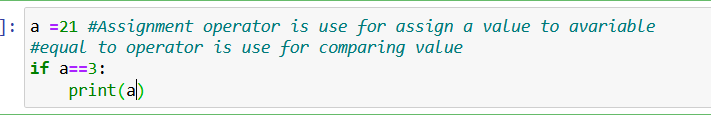 ]: a =21 #Assignment operator is use for assign a value to avariable
#equal to operator is use for comparing value
if a==3:
    print(a)